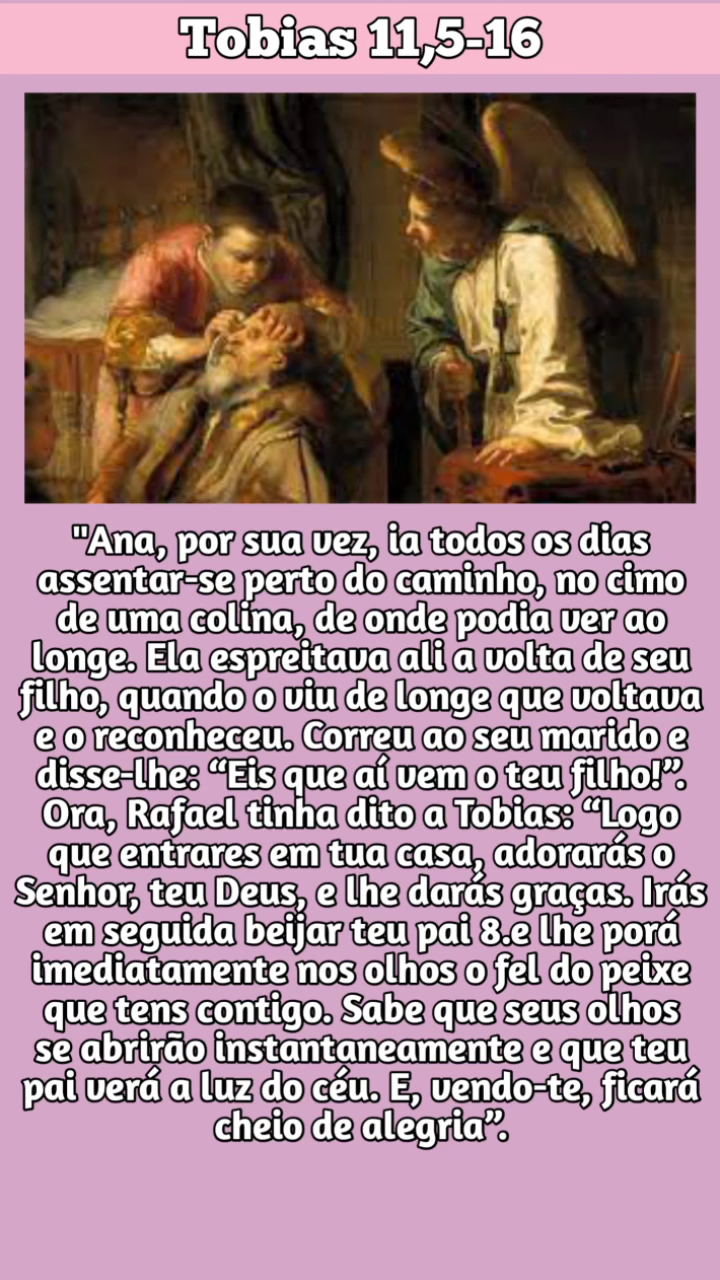 Tobias 11,5-16
"Ana, por sua vez, ia todos os dias
assentar-se perto do caminho, no cimo
de uma colina, de onde podia ver ao
longe. Ela espreitava ali a volta de seu
filho, quando o viu de longe que voltava
e o reconheceu. Correu ao seu marido e
disse-lhe: “Eis que aí vem o teu filho!”.
Ora, Rafael tinha dito a Tobias: “Logo
que entrares em tua casa, adorarás o
Senhor, teu Deus, e lhe darás graças. Irás
em seguida beijar teu pai 8.e lhe porá
imediatamente nos olhos o fel do peixe
que tens contigo. Sabe que seus olhos
se abrirão instantaneamente e que teu
pai verá a luz do céu. E, vendo-te, ficará
cheio de alegria”.